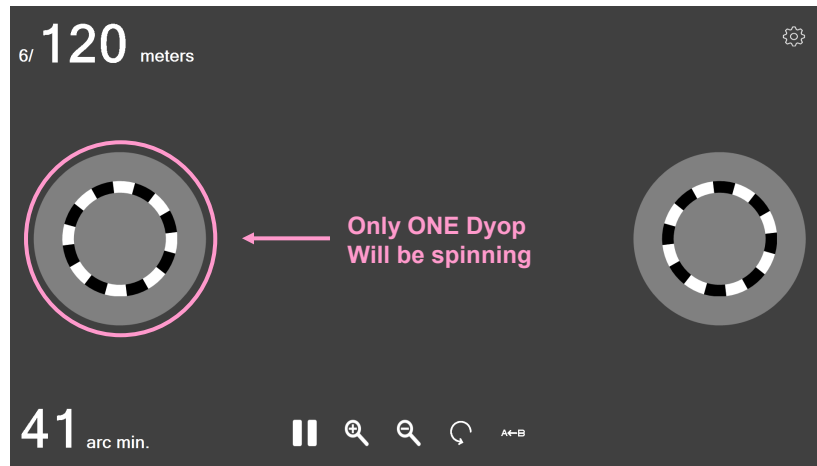 6/ 120 meters
Only ONE Dyop
Will be spinning
41 arc min.
A←B